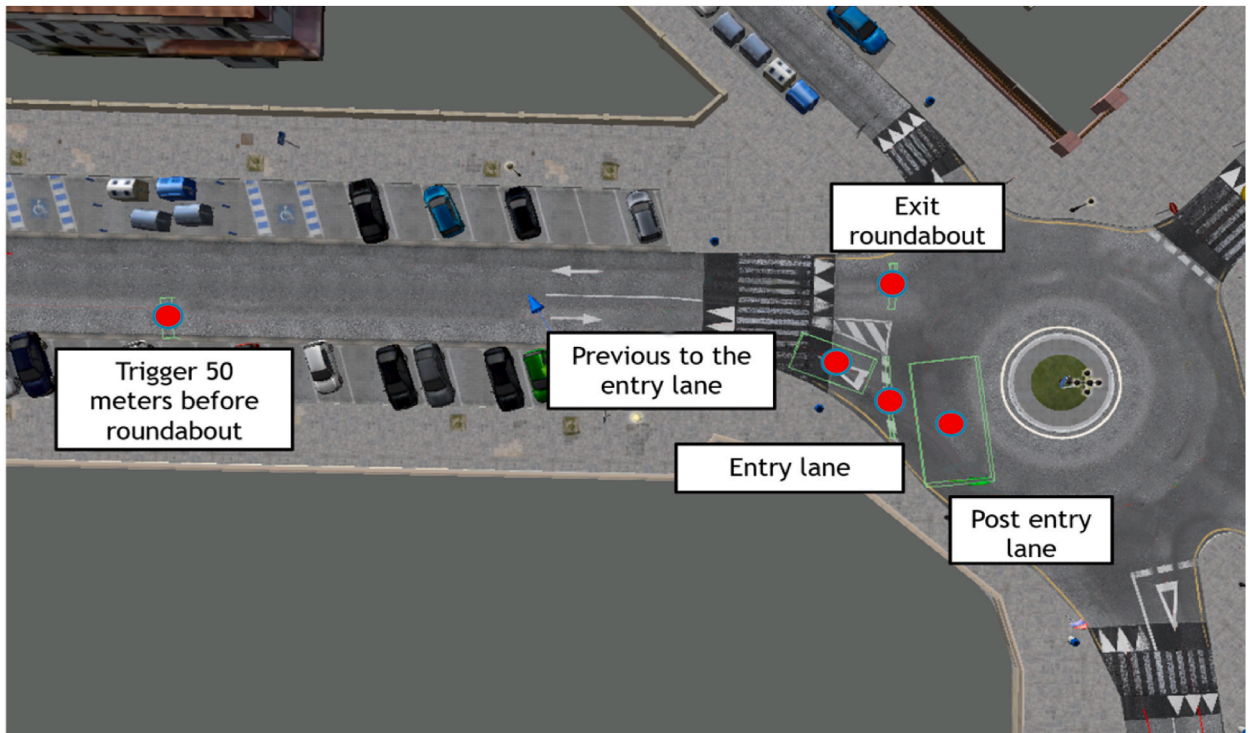 Exit
roundabout
Trigger 50
meters before
roundabout
Previous to the
entry lane
Entry lane
Post entry
lane